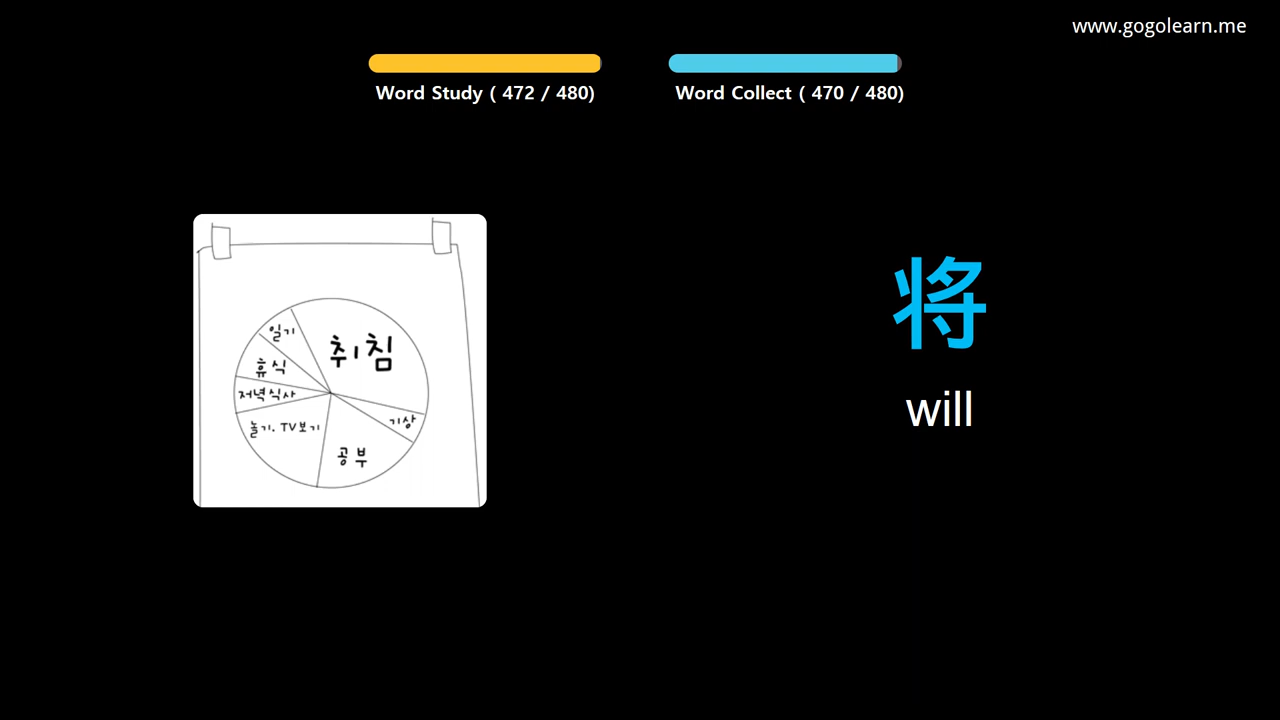 www.gogolearn.me
Word Study ( 472 / 480)
Word Collect ( 470 / 480)
일기
취침
휴식
저녁식사
기상
놀기. TV보기
공부
将
will